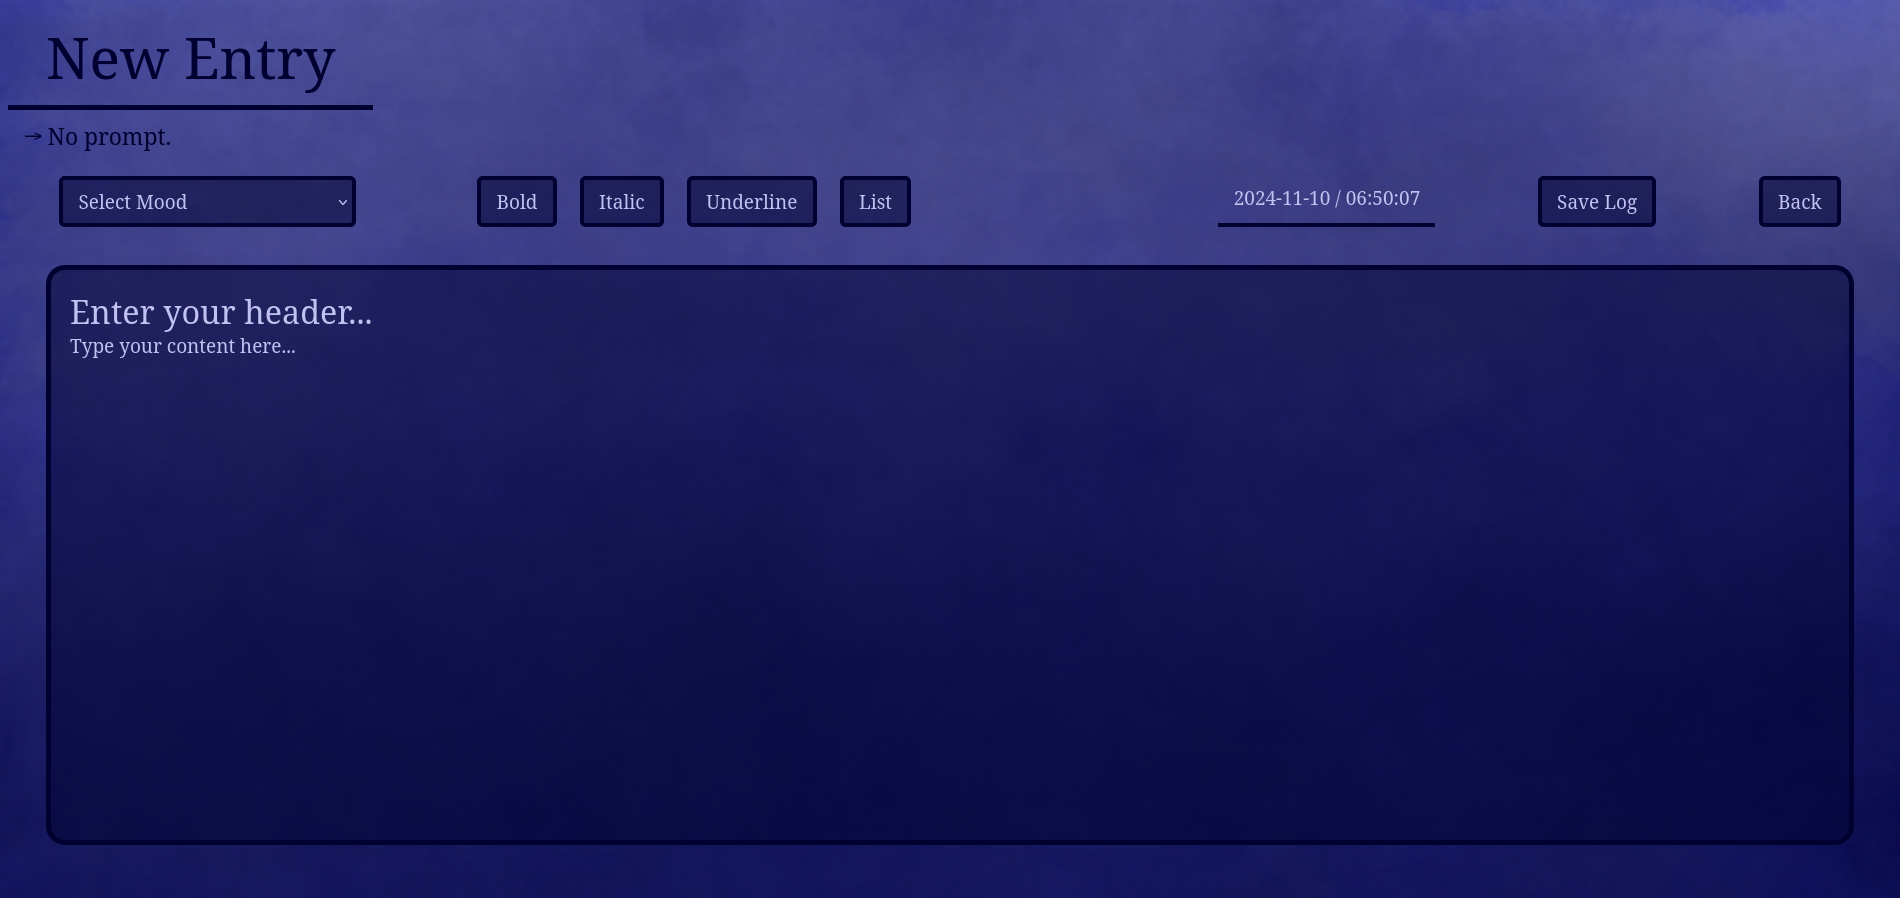 New Entry
→ No prompt.
Select Mood Bold Italic Underline List 2024-11-10 / 06:50:07 Save Log Back
Enter your header...
Type your content here...